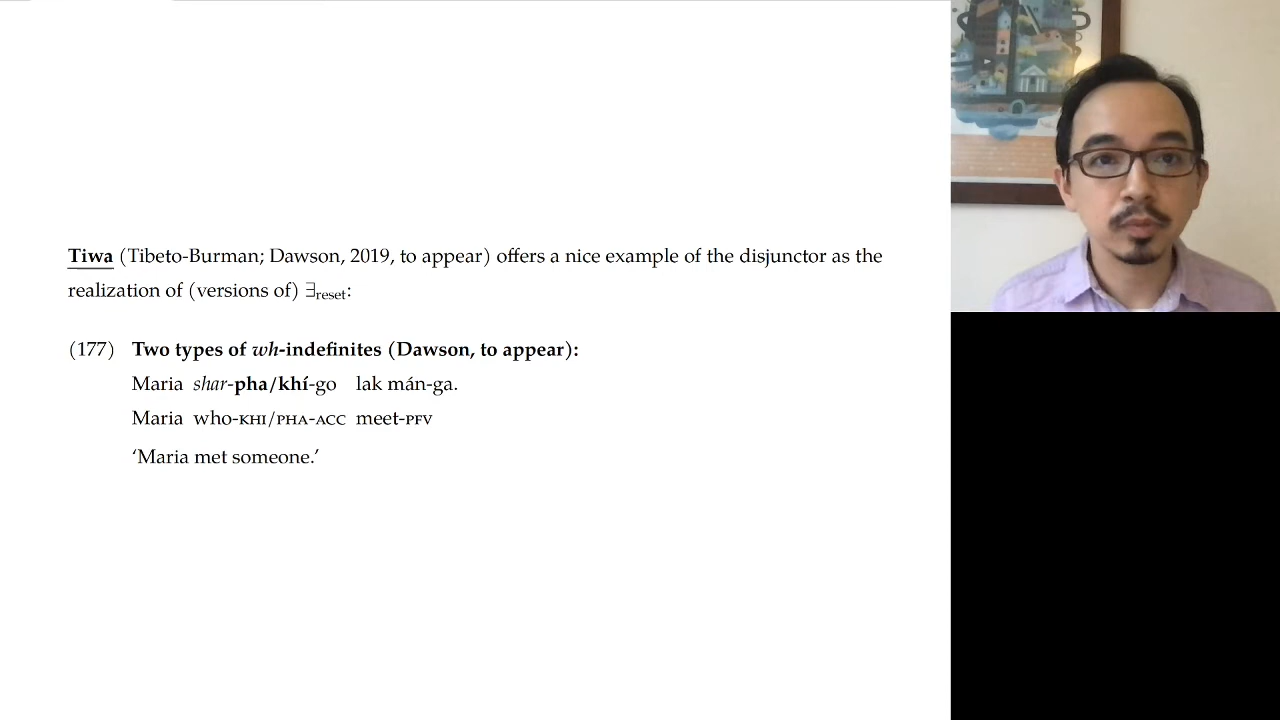 Tiwa (Tibeto-Burman; Dawson, 2019, to appear) offers a nice example of the disjunctor as the
realization of (versions of) ∃reset:
(177) Two types of wh-indefinites (Dawson, to appear):
Maria shar-pha/khí-go lak mán-ga.
Maria who-KHI/PHA-ACC meet-PFV
‘Maria met someone.’